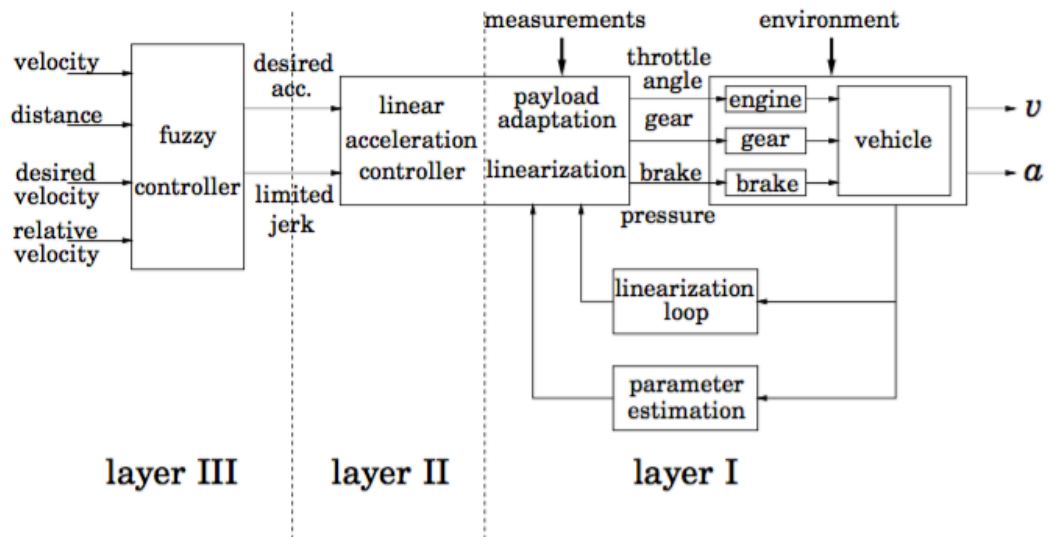 measurements
environment
velocity
distance
desired
velocity
relative
velocity
fuzzy
controller
desired
acc.
limited
jerk
linear
acceleration
controller
payload
adaptation
linearization
throttle
angle
gear
brake
pressure
engine
gear
brake
vehicle
v
a
linearization
loop
parameter
estimation
layer III
layer II
layer I